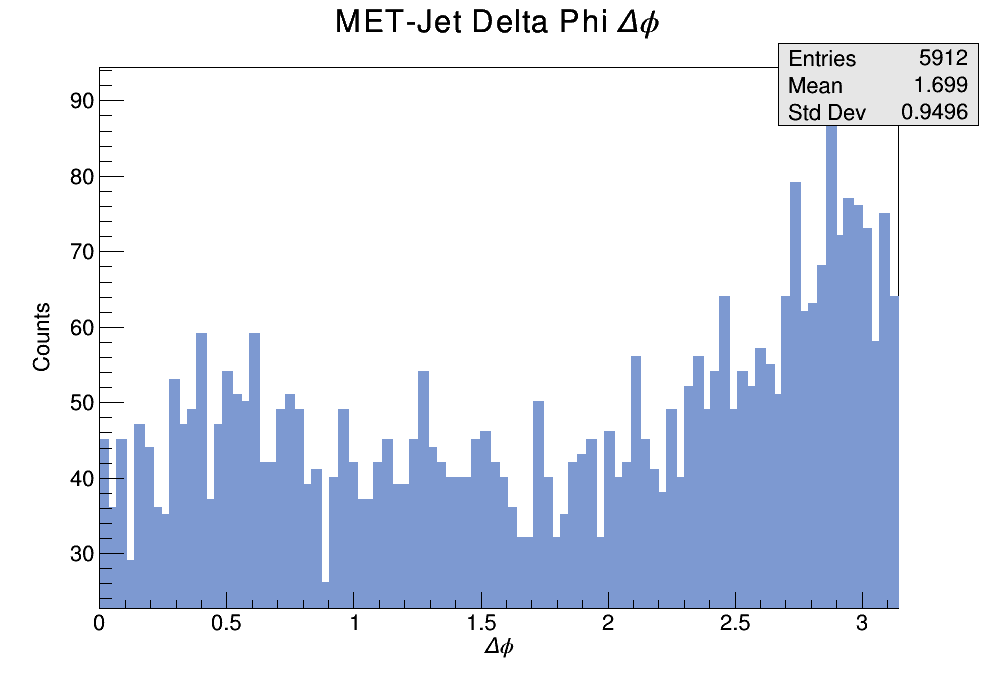 MET-Jet Delta Phi Δϕ
Entries 5912
Mean 1.699
Std Dev 0.9496
90
80
70
60
50
40
30
Counts
0 0.5 1 1.5 2 2.5 3
Δϕ